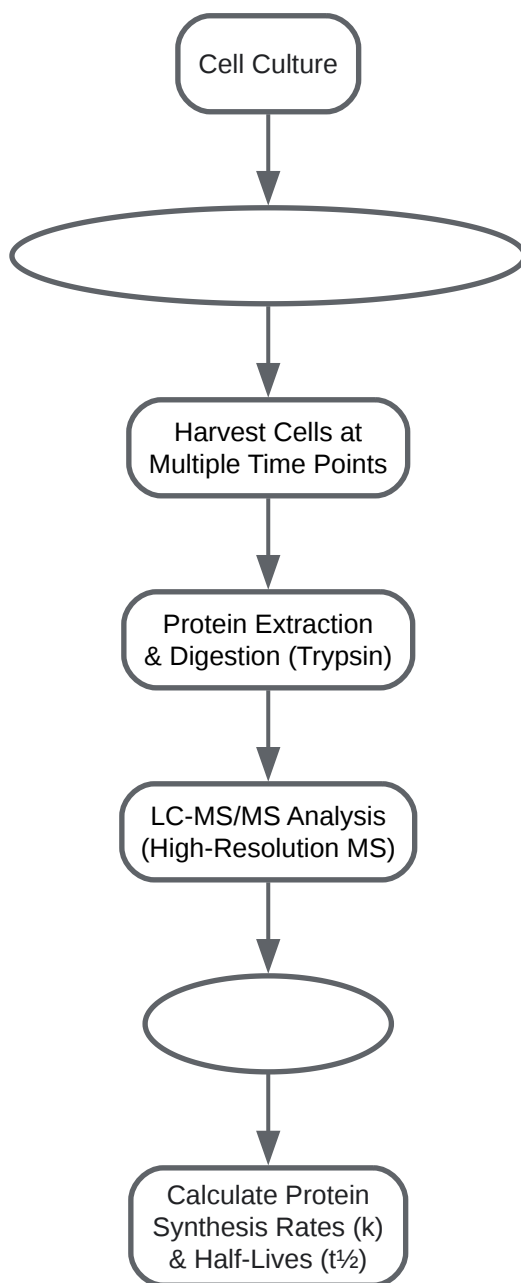 Cell Culture
Harvest Cells at
Multiple Time Points
Protein Extraction
& Digestion (Trypsin)
LC-MS/MS Analysis
(High-Resolution MS)
Calculate Protein
Synthesis Rates (k)
& Half-Lives (t½)